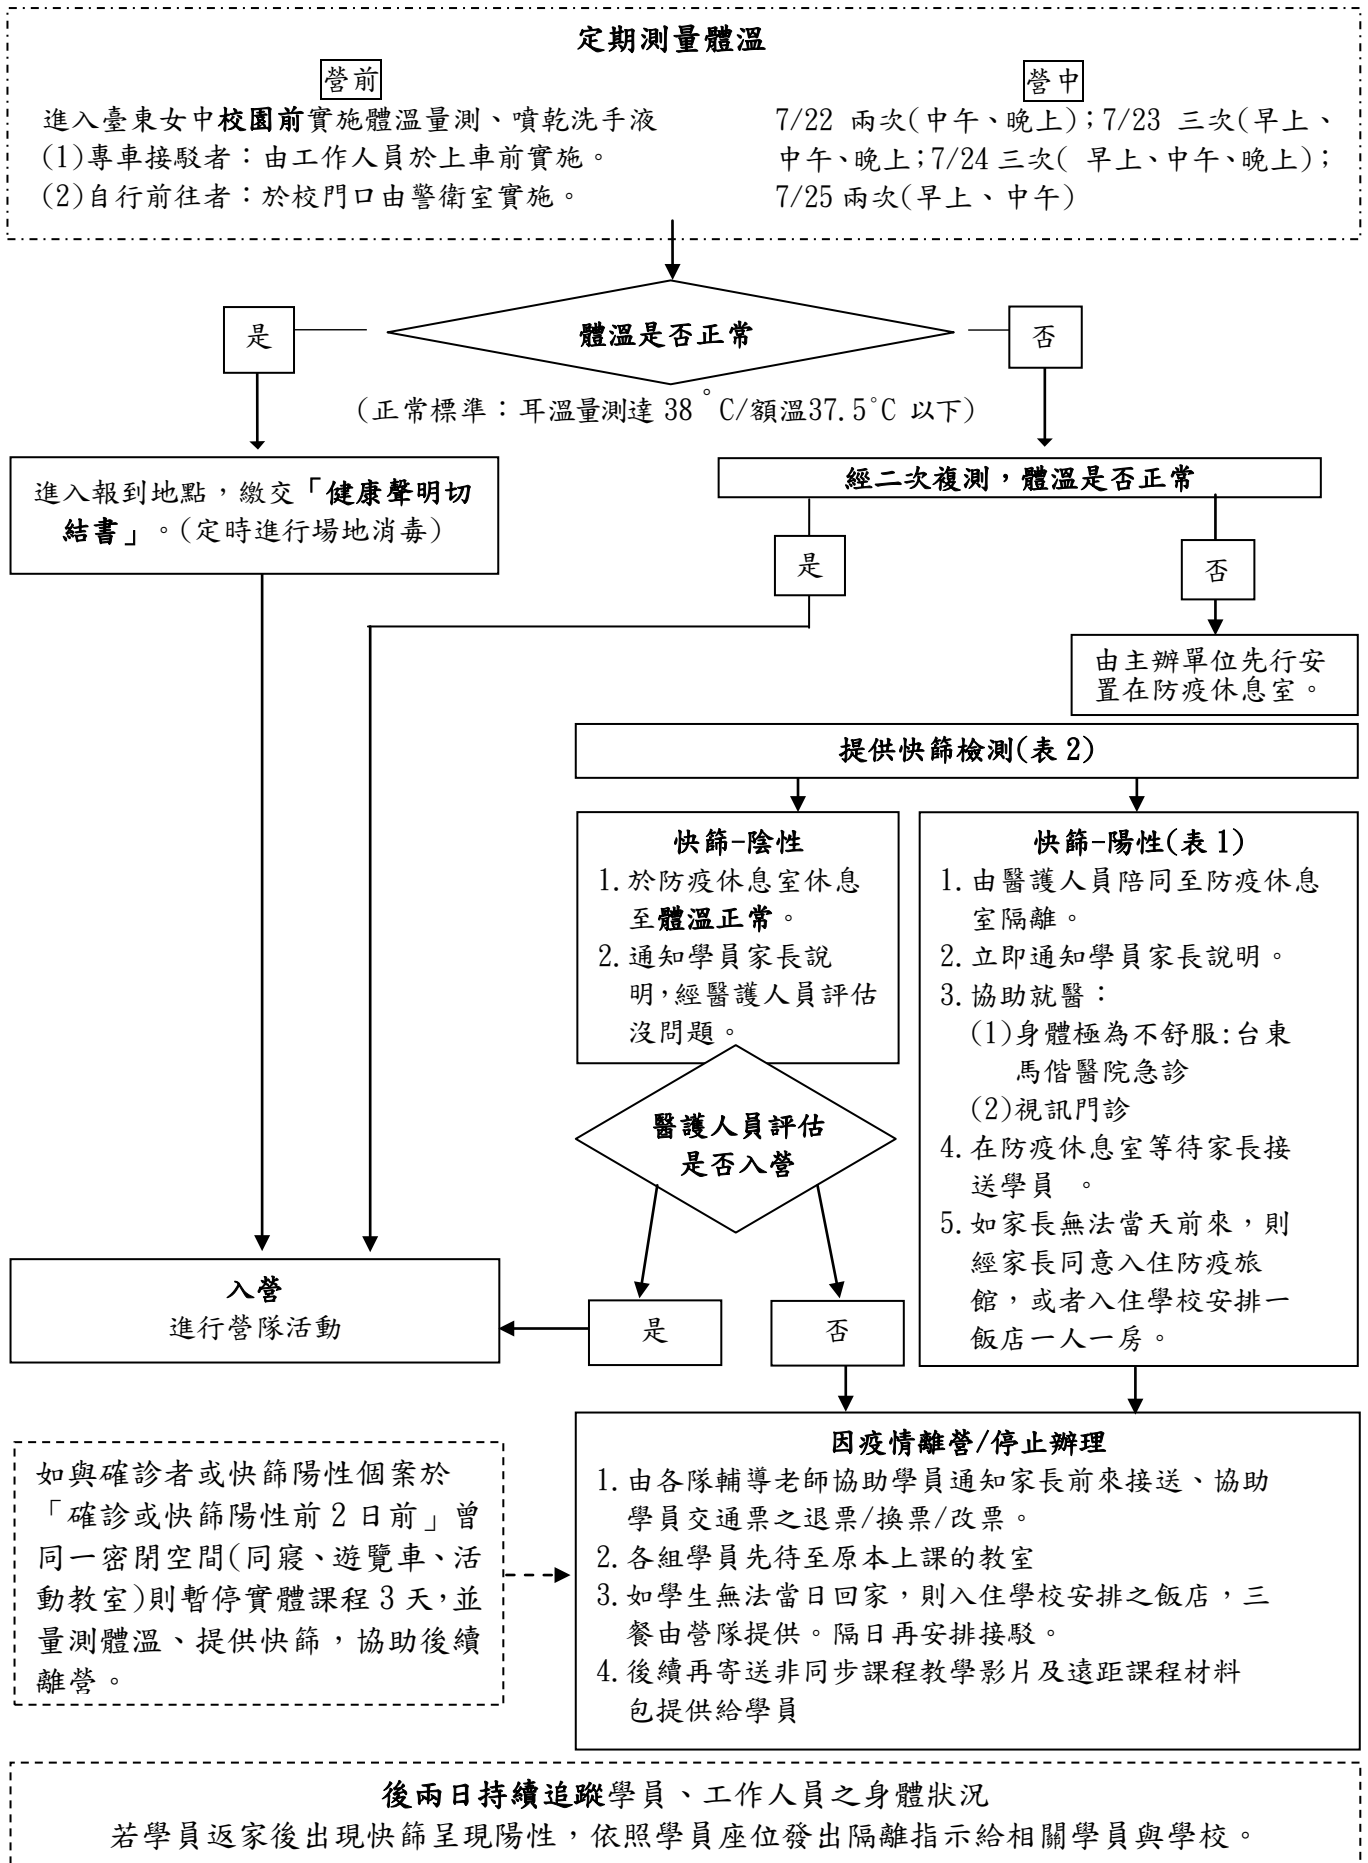 定期測量體溫
營前
進入臺東女中校園前實施體溫量測、噴乾洗手液
(1)專車接駁者：由工作人員於上車前實施。
(2)自行前往者：於校門口由警衛室實施。
營中
7/22 兩次(中午、晚上)；7/23 三次(早上、
中午、晚上；7/24 三次( 早上、中午、晚上)；
7/25 兩次(早上、中午)
是
體溫是否正常
否
(正常標準：耳溫量測達 38 °C/額溫37.5°C 以下)
進入報到地點，繳交「健康聲明切
結書」。(定時進行場地消毒)
經二次複測，體溫是否正常
是
否
由主辦單位先行安
置在防疫休息室。
提供快篩檢測(表 2)
快篩-陰性
1.於防疫休息室休息
至體溫正常。
2.通知學員家長說
明，經醫護人員評估
沒問題。
快篩-陽性(表 1)
1.由醫護人員陪同至防疫休息
室隔離。
2.立即通知學員家長說明。
3.協助就醫：
(1)身體極為不舒服:台東
馬偕醫院急診
(2)視訊門診
4.在防疫休息室等待家長接
送學員 。
5.如家長無法當天前來，則
經家長同意入住防疫旅
館，或者入住學校安排一
飯店一人一房。
醫護人員評估
是否入營
入營
進行營隊活動
是
否
因疫情離營/停止辦理
1.由各隊輔導老師協助學員通知家長前來接送、協助
學員交通票之退票/換票/改票。
2.各組學員先待至原本上課的教室
3.如學生無法當日回家，則入住學校安排之飯店，三
餐由營隊提供。隔日再安排接駁。
4.後續再寄送非同步課程教學影片及遠距課程材料
包提供給學員
如與確診者或快篩陽性個案於
「確診或快篩陽性前 2 日前」曾
同一密閉空間(同寢、遊覽車、活
動教室)則暫停實體課程 3 天，並
量測體溫、提供快篩，協助後續
離營。
後兩日持續追蹤學員、工作人員之身體狀況
若學員返家後出現快篩呈現陽性，依照學員座位發出隔離指示給相關學員與學校。